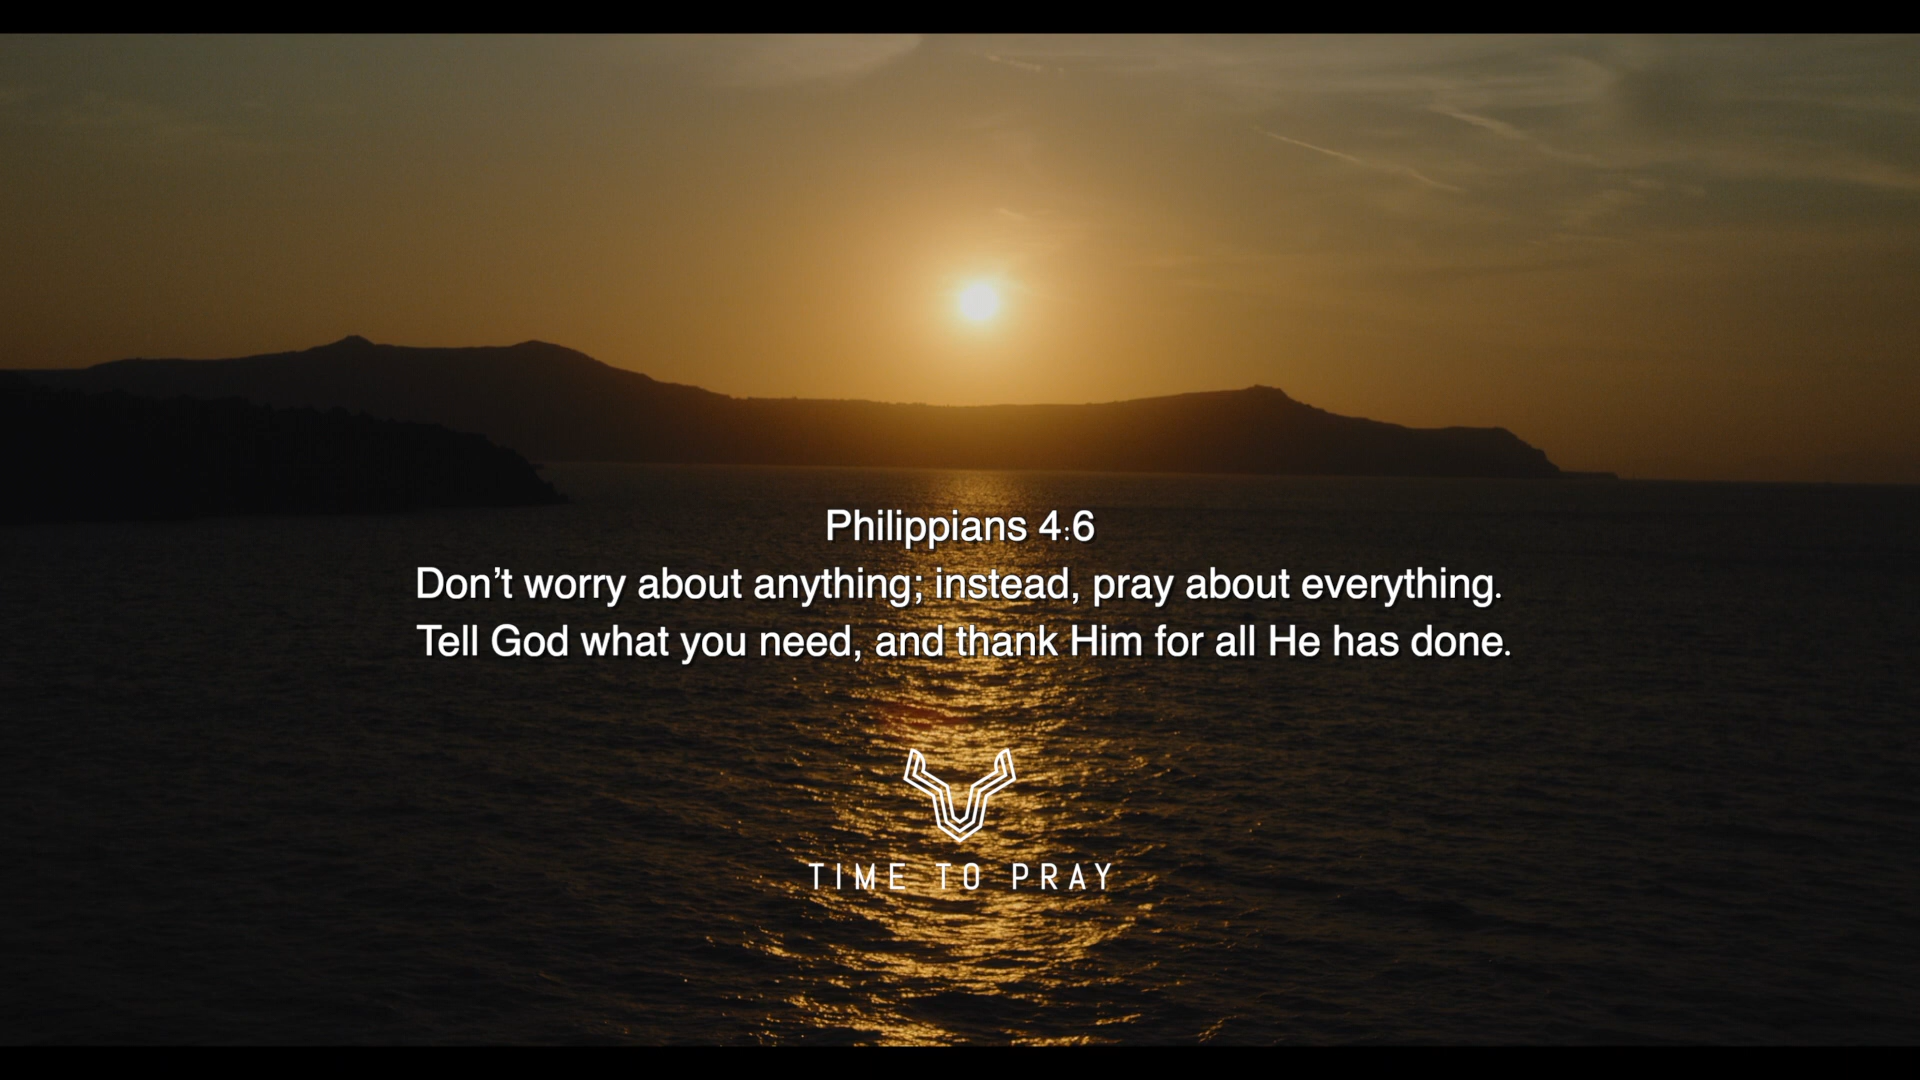 Philippians 4:6
Don’t worry about anything; instead, pray about everything.
Tell God what you need, and thank Him for all He has done.
TIME TO PRAY